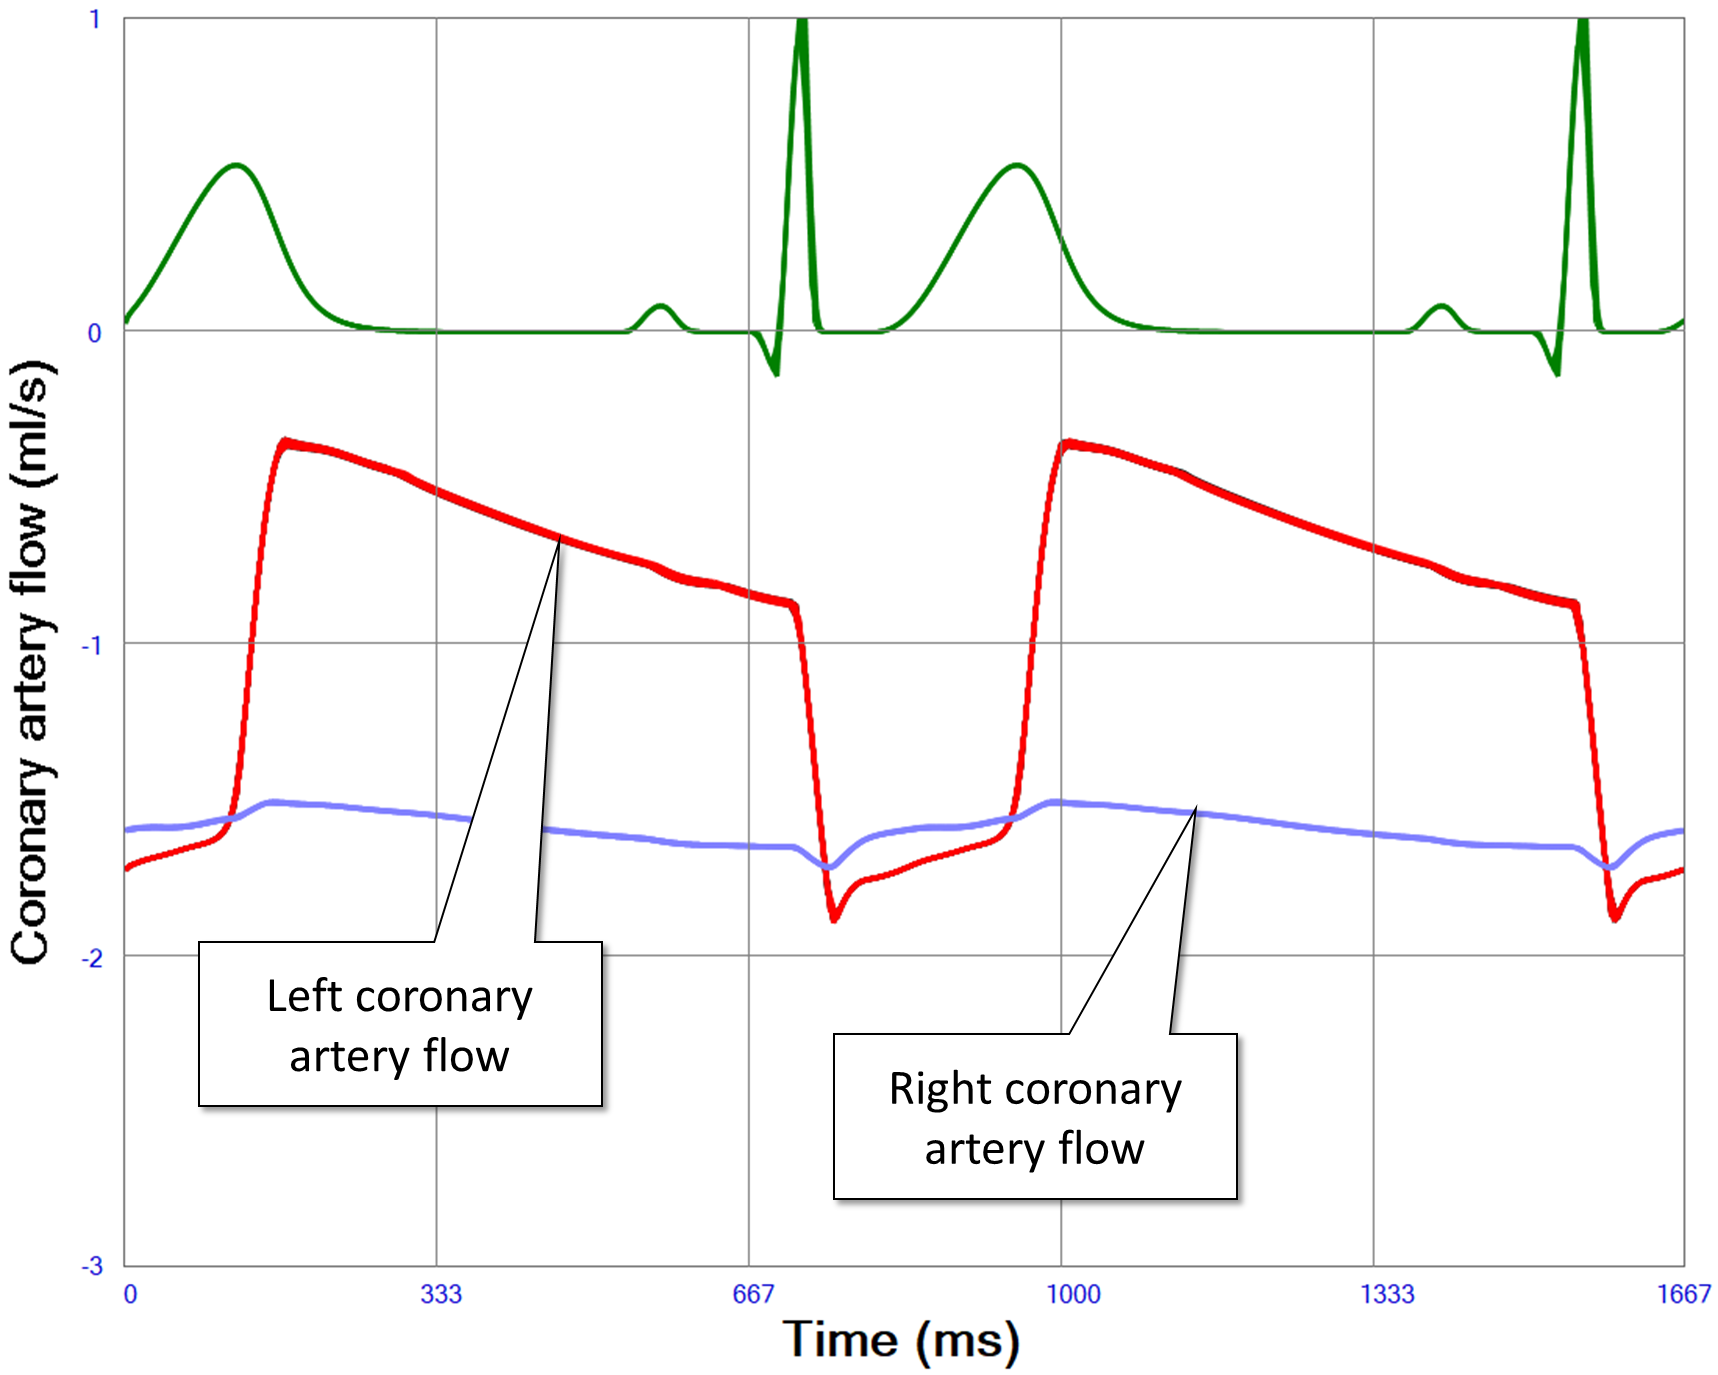 1
0
-1
-2
-3
Coronary artery flow (ml/s)
Left coronary
artery flow
Right coronary
artery flow
0
333
667
1000
1333
1667
Time (ms)